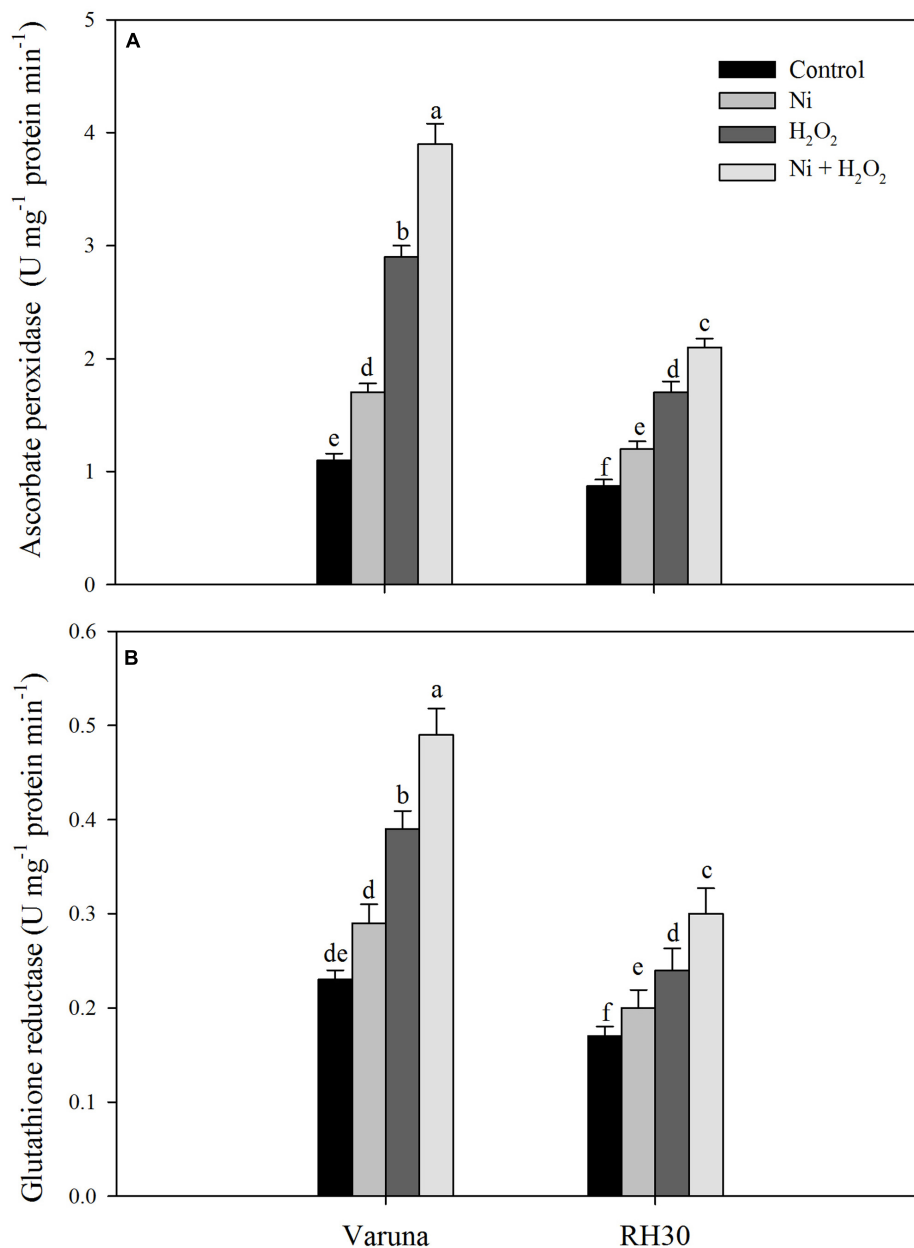 A
Ascorbate peroxidase (U mg⁻¹ protein min⁻¹)
5
4
3
2
1
0
Control
Ni
H₂O₂
Ni + H₂O₂
e
d
b
a
f
e
d
c
B
Glutathione reductase (U mg⁻¹ protein min⁻¹)
0.6
0.5
0.4
0.3
0.2
0.1
0.0
de
d
b
a
f
e
d
c
Varuna
RH30